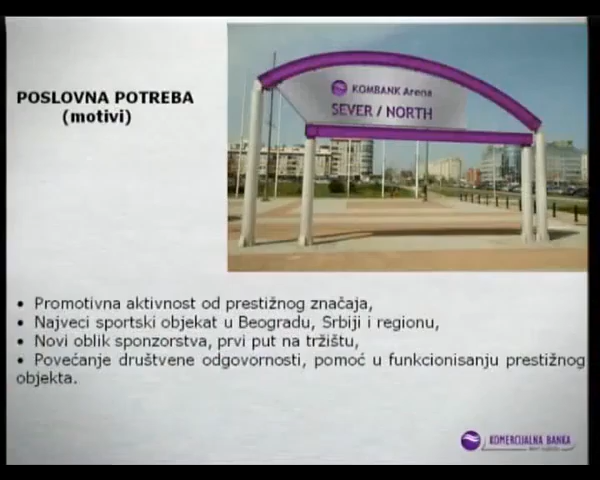 KOMBANK Arena
SEVER / NORTH
POSLOVNA POTREBA
(motivi)
• Promotivna aktivnost od prestižnog značaja,
• Najveci sportski objekat u Beogradu, Srbiji i regionu,
• Novi oblik sponzorstva, prvi put na tržištu,
• Povećanje društvene odgovornosti, pomoć u funkcionisanju prestižnog
objekta.
KOMERCIJALNA BANKA